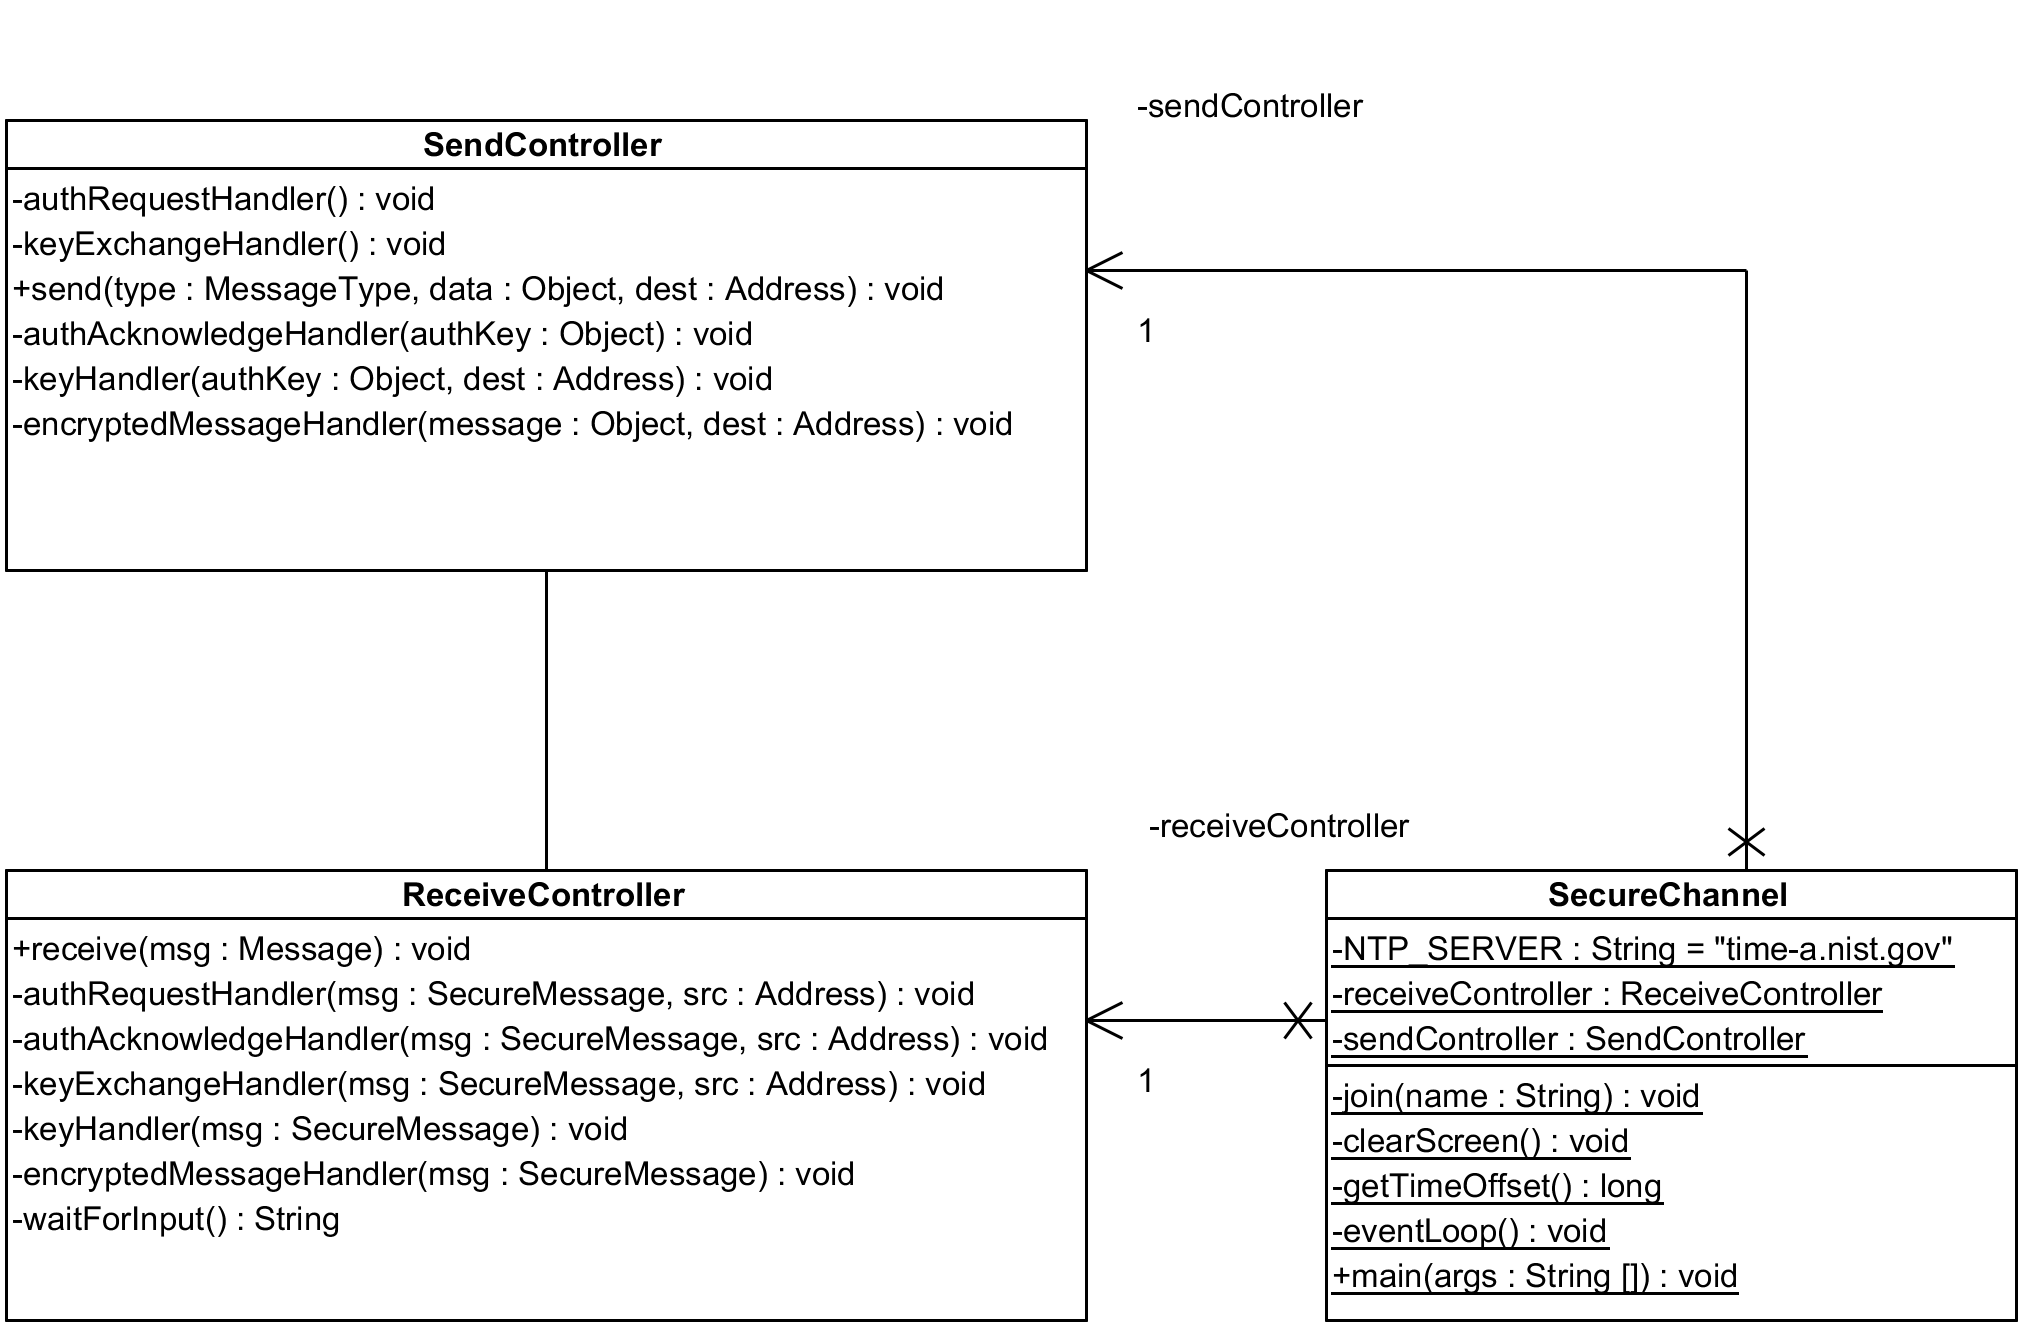 -sendController
SendController
-authRequestHandler() : void
-keyExchangeHandler() : void
+send(type : MessageType, data : Object, dest : Address) : void
-authAcknowledgeHandler(authKey : Object) : void
-keyHandler(authKey : Object, dest : Address) : void
-encryptedMessageHandler(message : Object, dest : Address) : void
1
-receiveController
ReceiveController
+receive(msg : Message) : void
-authRequestHandler(msg : SecureMessage, src : Address) : void
-authAcknowledgeHandler(msg : SecureMessage, src : Address) : void
-keyExchangeHandler(msg : SecureMessage, src : Address) : void
-keyHandler(msg : SecureMessage) : void
-encryptedMessageHandler(msg : SecureMessage) : void
-waitForInput() : String
1
SecureChannel
-NTP_SERVER : String = "time-a.nist.gov"
-receiveController : ReceiveController
-sendController : SendController
-join(name : String) : void
-clearScreen() : void
-getTimeOffset() : long
-eventLoop() : void
+main(args : String []) : void